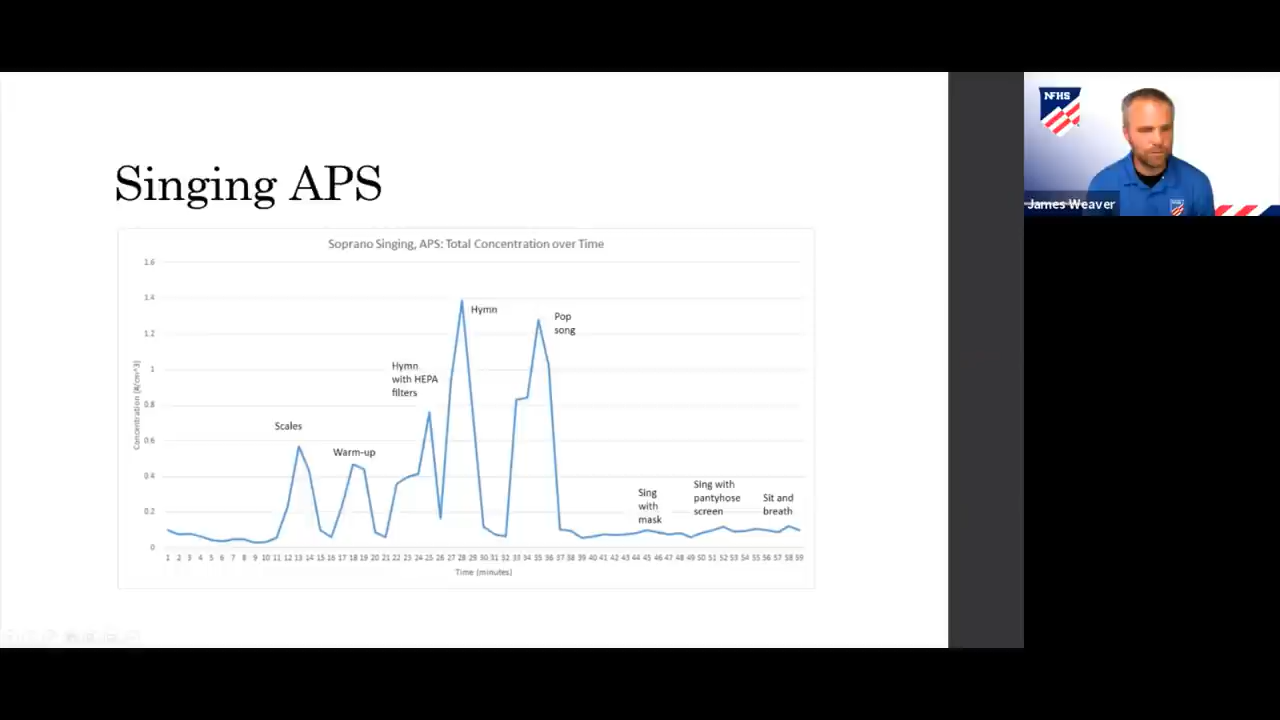 Singing APS
Soprano Singing, APS: Total Concentration over Time
1.6
1.4
1.2
1
0.8
0.6
0.4
0.2
0
Concentration (#/cm^3)
Scales
Warm-up
Hymn
with HEPA
filters
Hymn
Pop
song
Sing
with
mask
Sing with
pantyhose
screen
Sit and
breath
1 2 3 4 5 6 7 8 9 10 11 12 13 14 15 16 17 18 19 20 21 22 23 24 25 26 27 28 29 30 31 32 33 34 35 36 37 38 39 40 41 42 43 44 45 46 47 48 49 50 51 52 53 54 55 56 57 58 59
Time (minutes)
NFHS
James Weaver